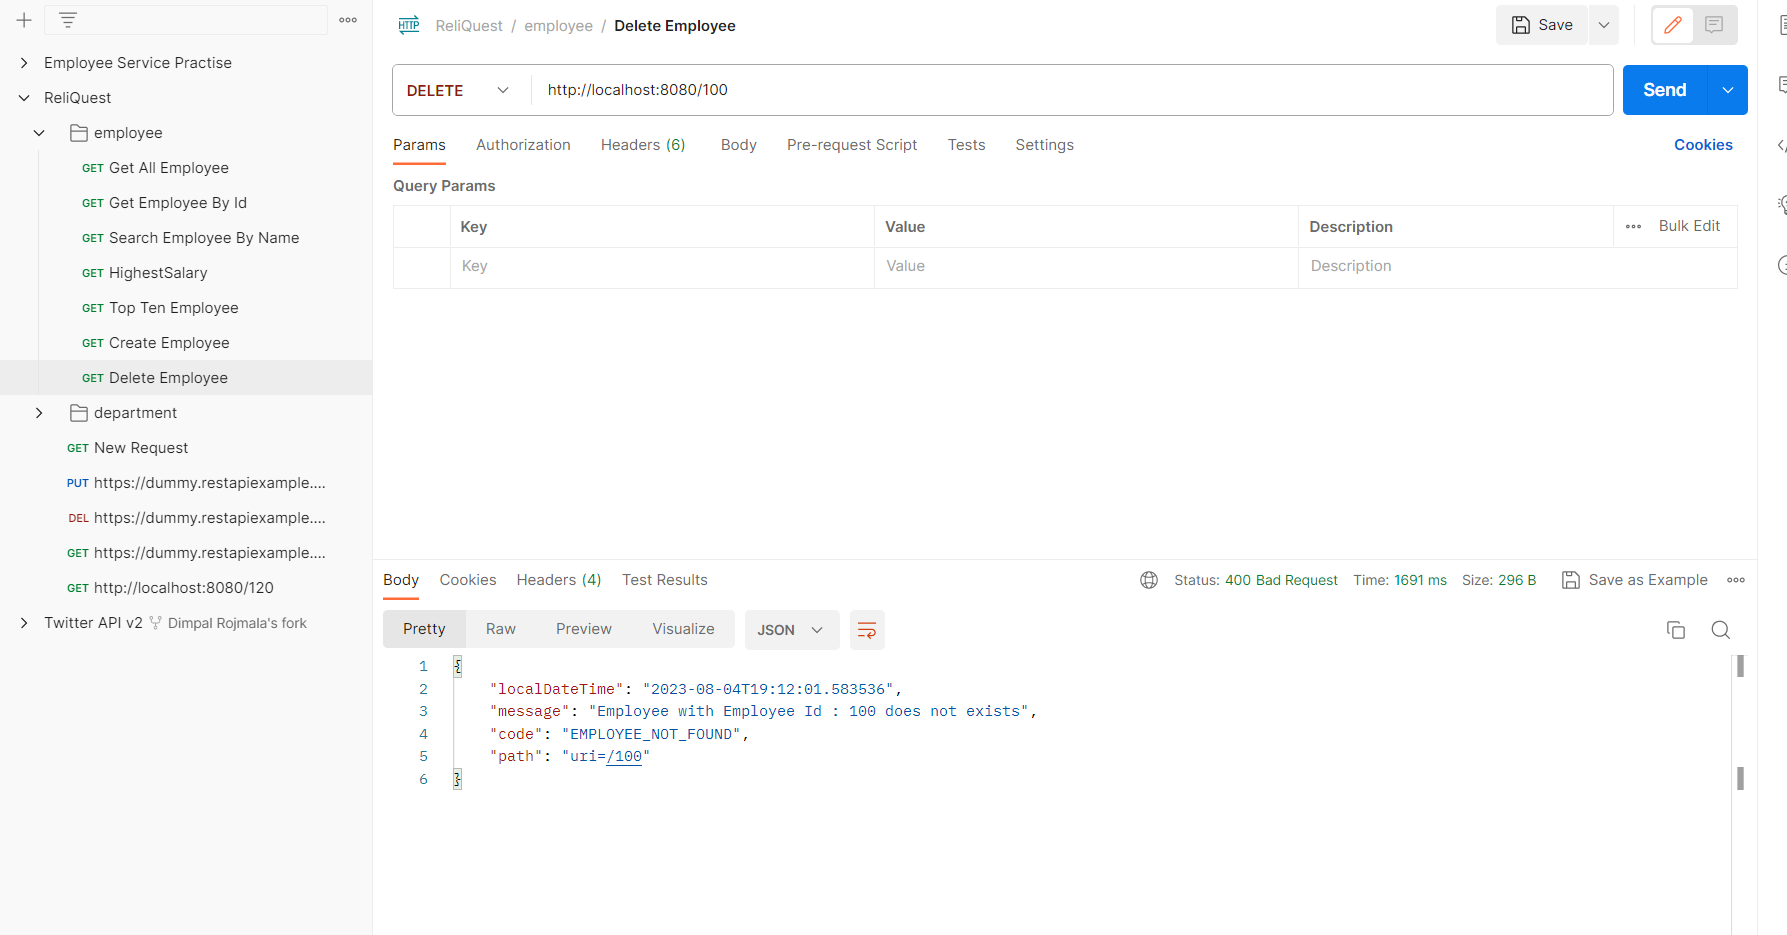 Employee Service Practise
ReliQuest
employee
GET Get All Employee
GET Get Employee By Id
GET Search Employee By Name
GET HighestSalary
GET Top Ten Employee
GET Create Employee
GET Delete Employee
department
GET New Request
PUT https://dummy.restapiexample....
DEL https://dummy.restapiexample....
GET https://dummy.restapiexample....
GET http://localhost:8080/120
Twitter API v2 Dimpal Rojmala's fork
HTTP ReliQuest / employee / Delete Employee
Save
DELETE http://localhost:8080/100
Send
Params Authorization Headers (6) Body Pre-request Script Tests Settings Cookies
Query Params
Key Value Description Bulk Edit
Key Value Description
Body Cookies Headers (4) Test Results Status: 400 Bad Request Time: 1691 ms Size: 296 B Save as Example
Pretty Raw Preview Visualize JSON
1 {
2 "localDateTime": "2023-08-04T19:12:01.583536",
3 "message": "Employee with Employee Id : 100 does not exists",
4 "code": "EMPLOYEE_NOT_FOUND",
5 "path": "uri=/100"
6 }